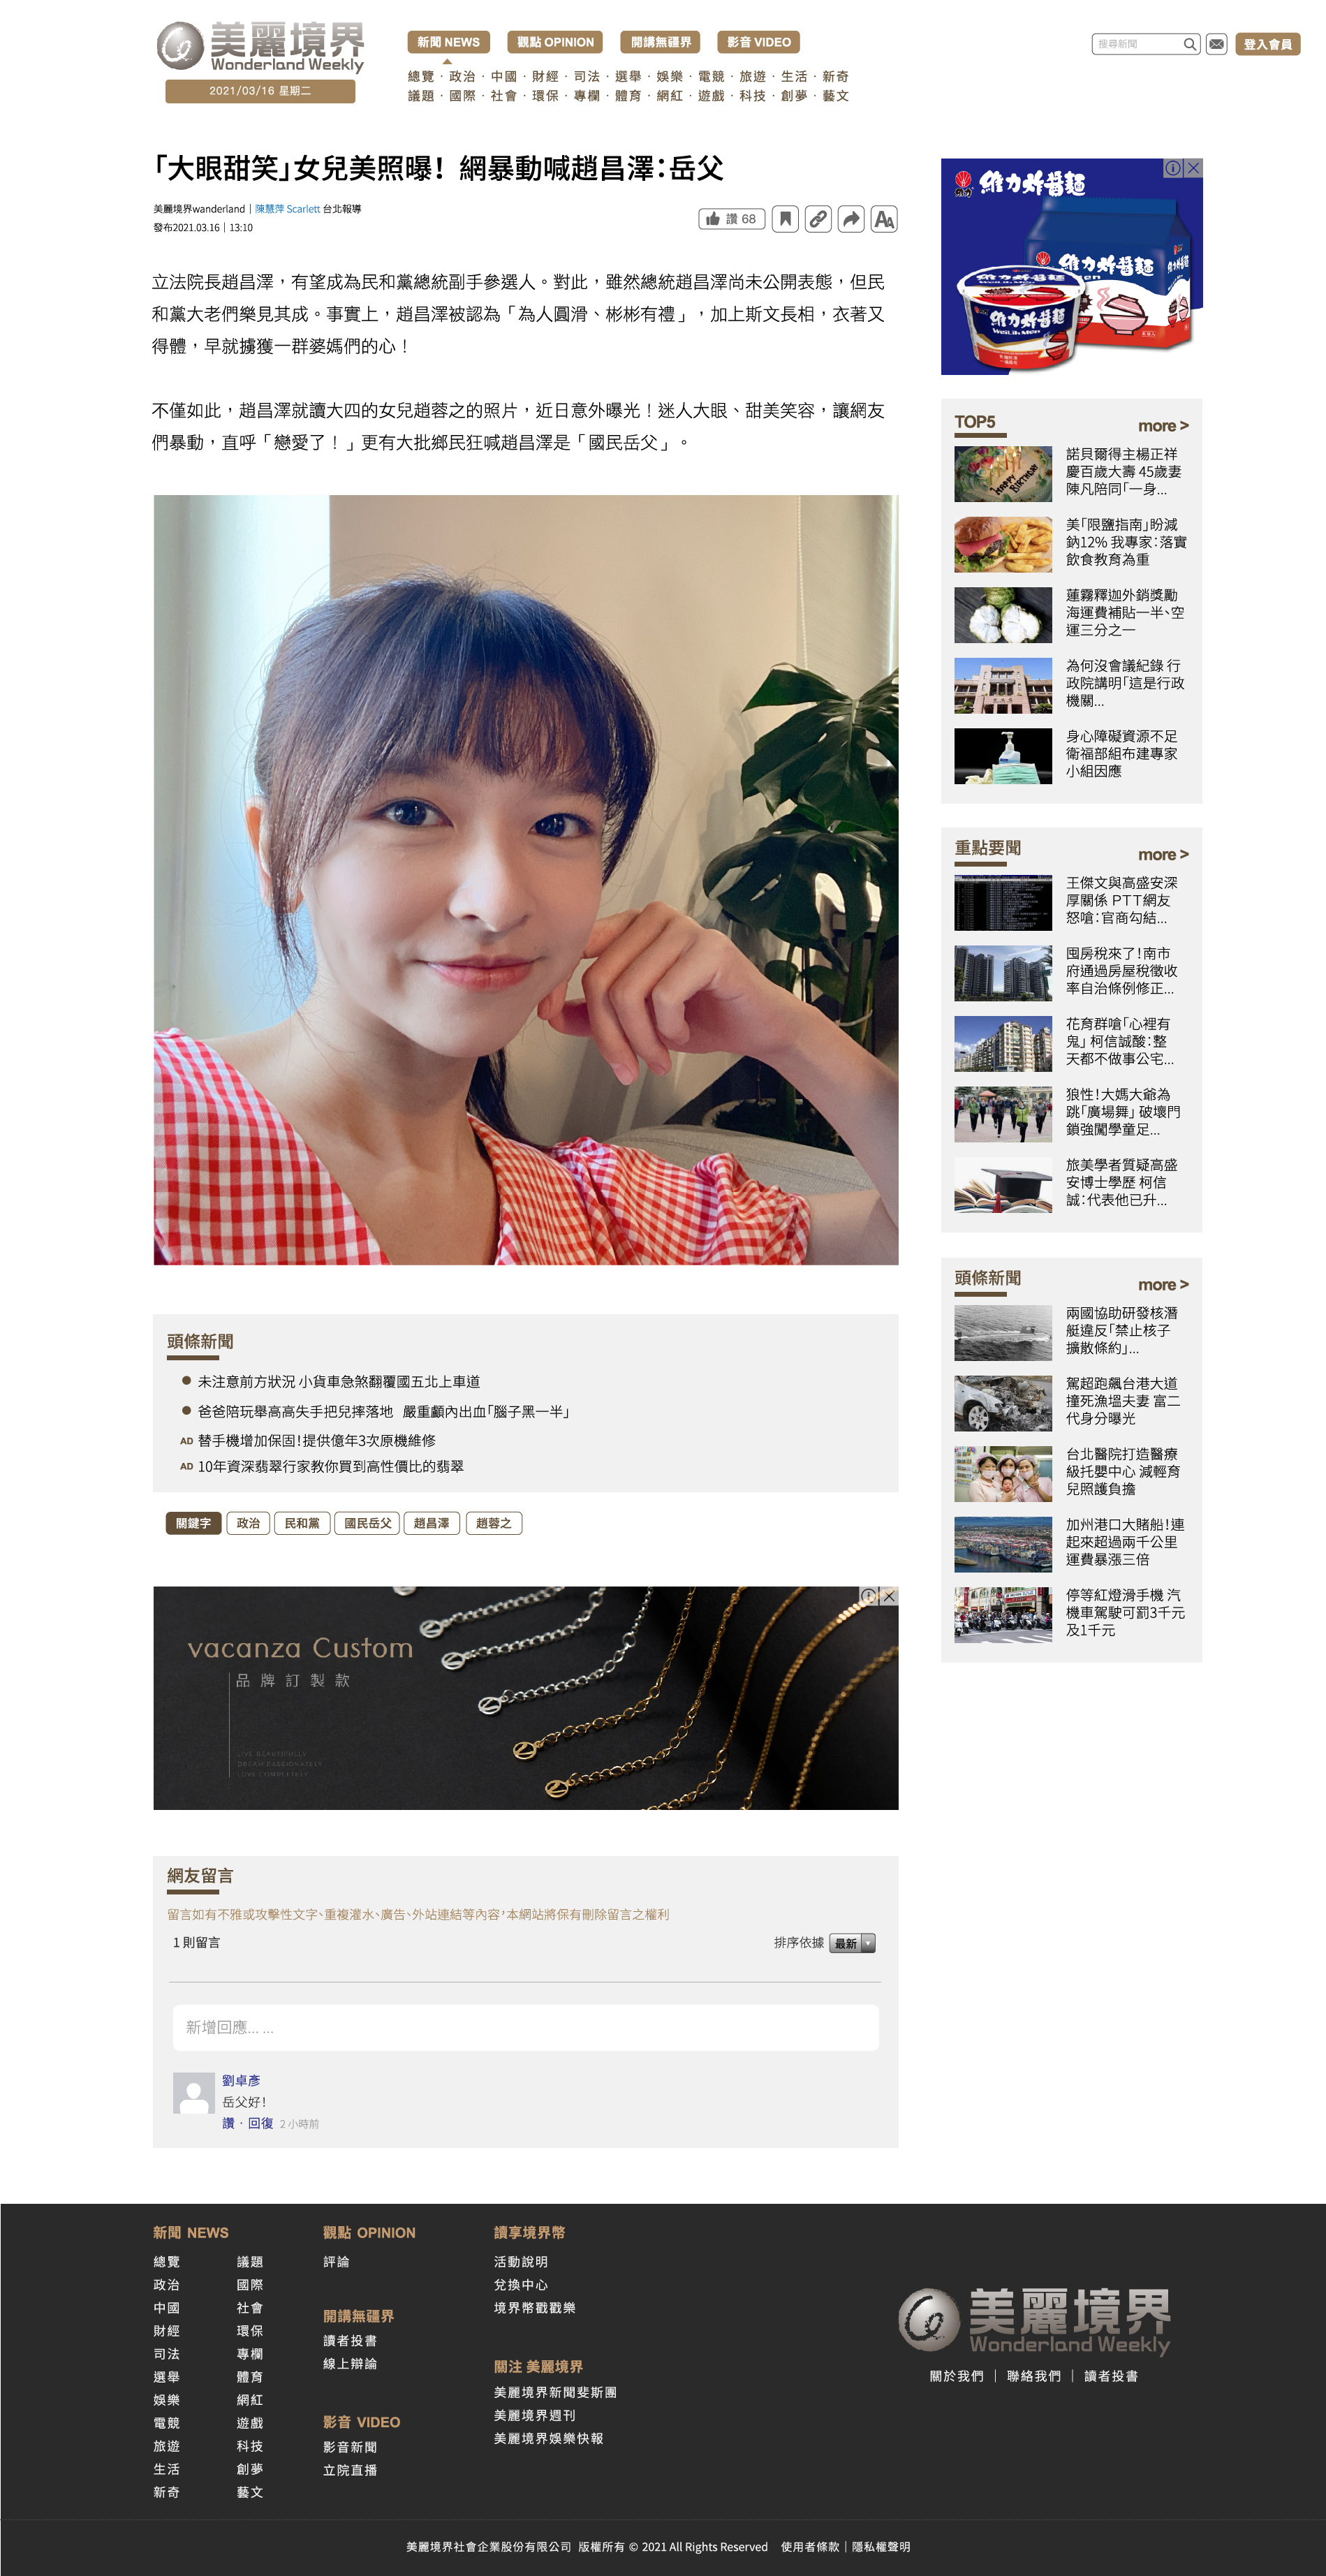 美麗境界
Wonderland Weekly
2021/03/16 星期二
新聞 NEWS
觀點 OPINION
開講無疆界
影音 VIDEO
總覽 · 政治 · 中國 · 財經 · 司法 · 選舉 · 娛樂 · 電競 · 旅遊 · 生活 · 新奇
議題 · 國際 · 社會 · 環保 · 專欄 · 體育 · 網紅 · 遊戲 · 科技 · 創夢 · 藝文
搜尋新聞
登入會員
「大眼甜笑」女兒美照曝! 網暴動喊趙昌澤:岳父
美麗境界wanderland|陳慧萍 Scarlett 台北報導
發布2021.03.16|13:10
讚 68
立法院長趙昌澤,有望成為民和黨總統副手參選人。對此,雖然總統趙昌澤尚未公開表態,但民
和黨大老們樂見其成。事實上,趙昌澤被認為「為人圓滑、彬彬有禮」,加上斯文長相,衣著又
得體,早就擄獲一群婆媽們的心!
不僅如此,趙昌澤就讀大四的女兒趙蓉之的照片,近日意外曝光!迷人大眼、甜美笑容,讓網友
們暴動,直呼「戀愛了!」更有大批鄉民狂喊趙昌澤是「國民岳父」。
頭條新聞
未注意前方狀況 小貨車急煞翻覆國五北上車道
爸爸陪玩舉高高失手把兒摔落地 嚴重顱內出血「腦子黑一半」
AD 替手機增加保固!提供億年3次原機維修
AD 10年資深翡翠行家教你買到高性價比的翡翠
關鍵字
政治
民和黨
國民岳父
趙昌澤
趙蓉之
vacanza Custom
品牌訂製款
LIVE BEAUTIFULLY
DREAM PASSIONATELY
LOVE COMPLETELY
網友留言
留言如有不雅或攻擊性文字、重複灌水、廣告、外站連結等內容,本網站將保有刪除留言之權利
1 則留言
排序依據 最新
新增回應... ...
劉卓彥
岳父好!
讚 · 回復 2 小時前
維力炸醬麵
維力炸醬麵
維力炸醬麵
WeiLih Men
TOP5
more >
諾貝爾得主楊正祥
慶百歲大壽 45歲妻
陳凡陪同「一身...
HAPPY BIRTHDAY
美「限鹽指南」盼減
鈉12% 我專家:落實
飲食教育為重
蓮霧釋迦外銷獎勵
海運費補貼一半、空
運三分之一
為何沒會議紀錄 行
政院講明「這是行政
機關...
身心障礙資源不足
衛福部組布建專家
小組因應
重點要聞
more >
王傑文與高盛安深
厚關係 PTT網友
怒嗆:官商勾結...
囤房稅來了!南市
府通過房屋稅徵收
率自治條例修正...
花育群嗆「心裡有
鬼」 柯信誠酸:整
天都不做事公宅...
狼性!大媽大爺為
跳「廣場舞」 破壞門
鎖強闖學童足...
旅美學者質疑高盛
安博士學歷 柯信
誠:代表他已升...
頭條新聞
more >
兩國協助研發核潛
艇違反「禁止核子
擴散條約」...
駕超跑飆台港大道
撞死漁塭夫妻 富二
代身分曝光
台北醫院打造醫療
級托嬰中心 減輕育
兒照護負擔
加州港口大賭船!連
起來超過兩千公里
運費暴漲三倍
停等紅燈滑手機 汽
機車駕駛可罰3千元
及1千元
新聞 NEWS
總覽 議題
政治 國際
中國 社會
財經 環保
司法 專欄
選舉 體育
娛樂 網紅
電競 遊戲
旅遊 科技
生活 創夢
新奇 藝文
觀點 OPINION
評論
開講無疆界
讀者投書
線上辯論
影音 VIDEO
影音新聞
立院直播
讀享境界幣
活動說明
兌換中心
境界幣戳戳樂
關注 美麗境界
美麗境界新聞斐斯團
美麗境界週刊
美麗境界娛樂快報
美麗境界
Wonderland Weekly
關於我們 | 聯絡我們 | 讀者投書
美麗境界社會企業股份有限公司 版權所有 © 2021 All Rights Reserved 使用者條款|隱私權聲明